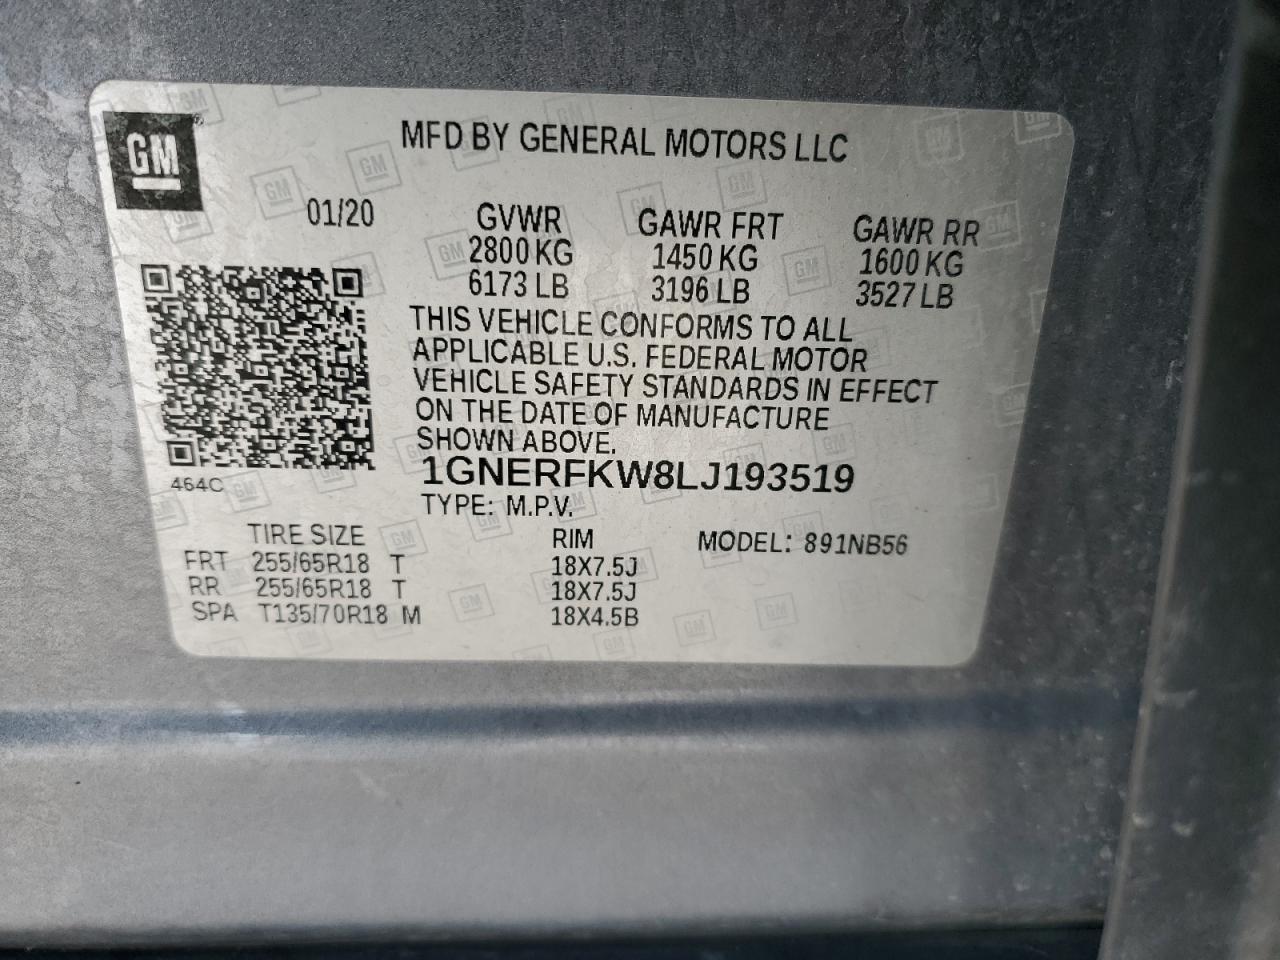 GM
MFD BY GENERAL MOTORS LLC
01/20
GVWR GAWR FRT GAWR RR
2800 KG 1450 KG 1600 KG
6173 LB 3196 LB 3527 LB
THIS VEHICLE CONFORMS TO ALL
APPLICABLE U.S. FEDERAL MOTOR
VEHICLE SAFETY STANDARDS IN EFFECT
ON THE DATE OF MANUFACTURE
SHOWN ABOVE.
464C
1GNERFKW8LJ193519
TYPE: M.P.V.
TIRE SIZE RIM MODEL: 891NB56
FRT 255/65R18 T 18X7.5J
RR 255/65R18 T 18X7.5J
SPA T135/70R18 M 18X4.5B